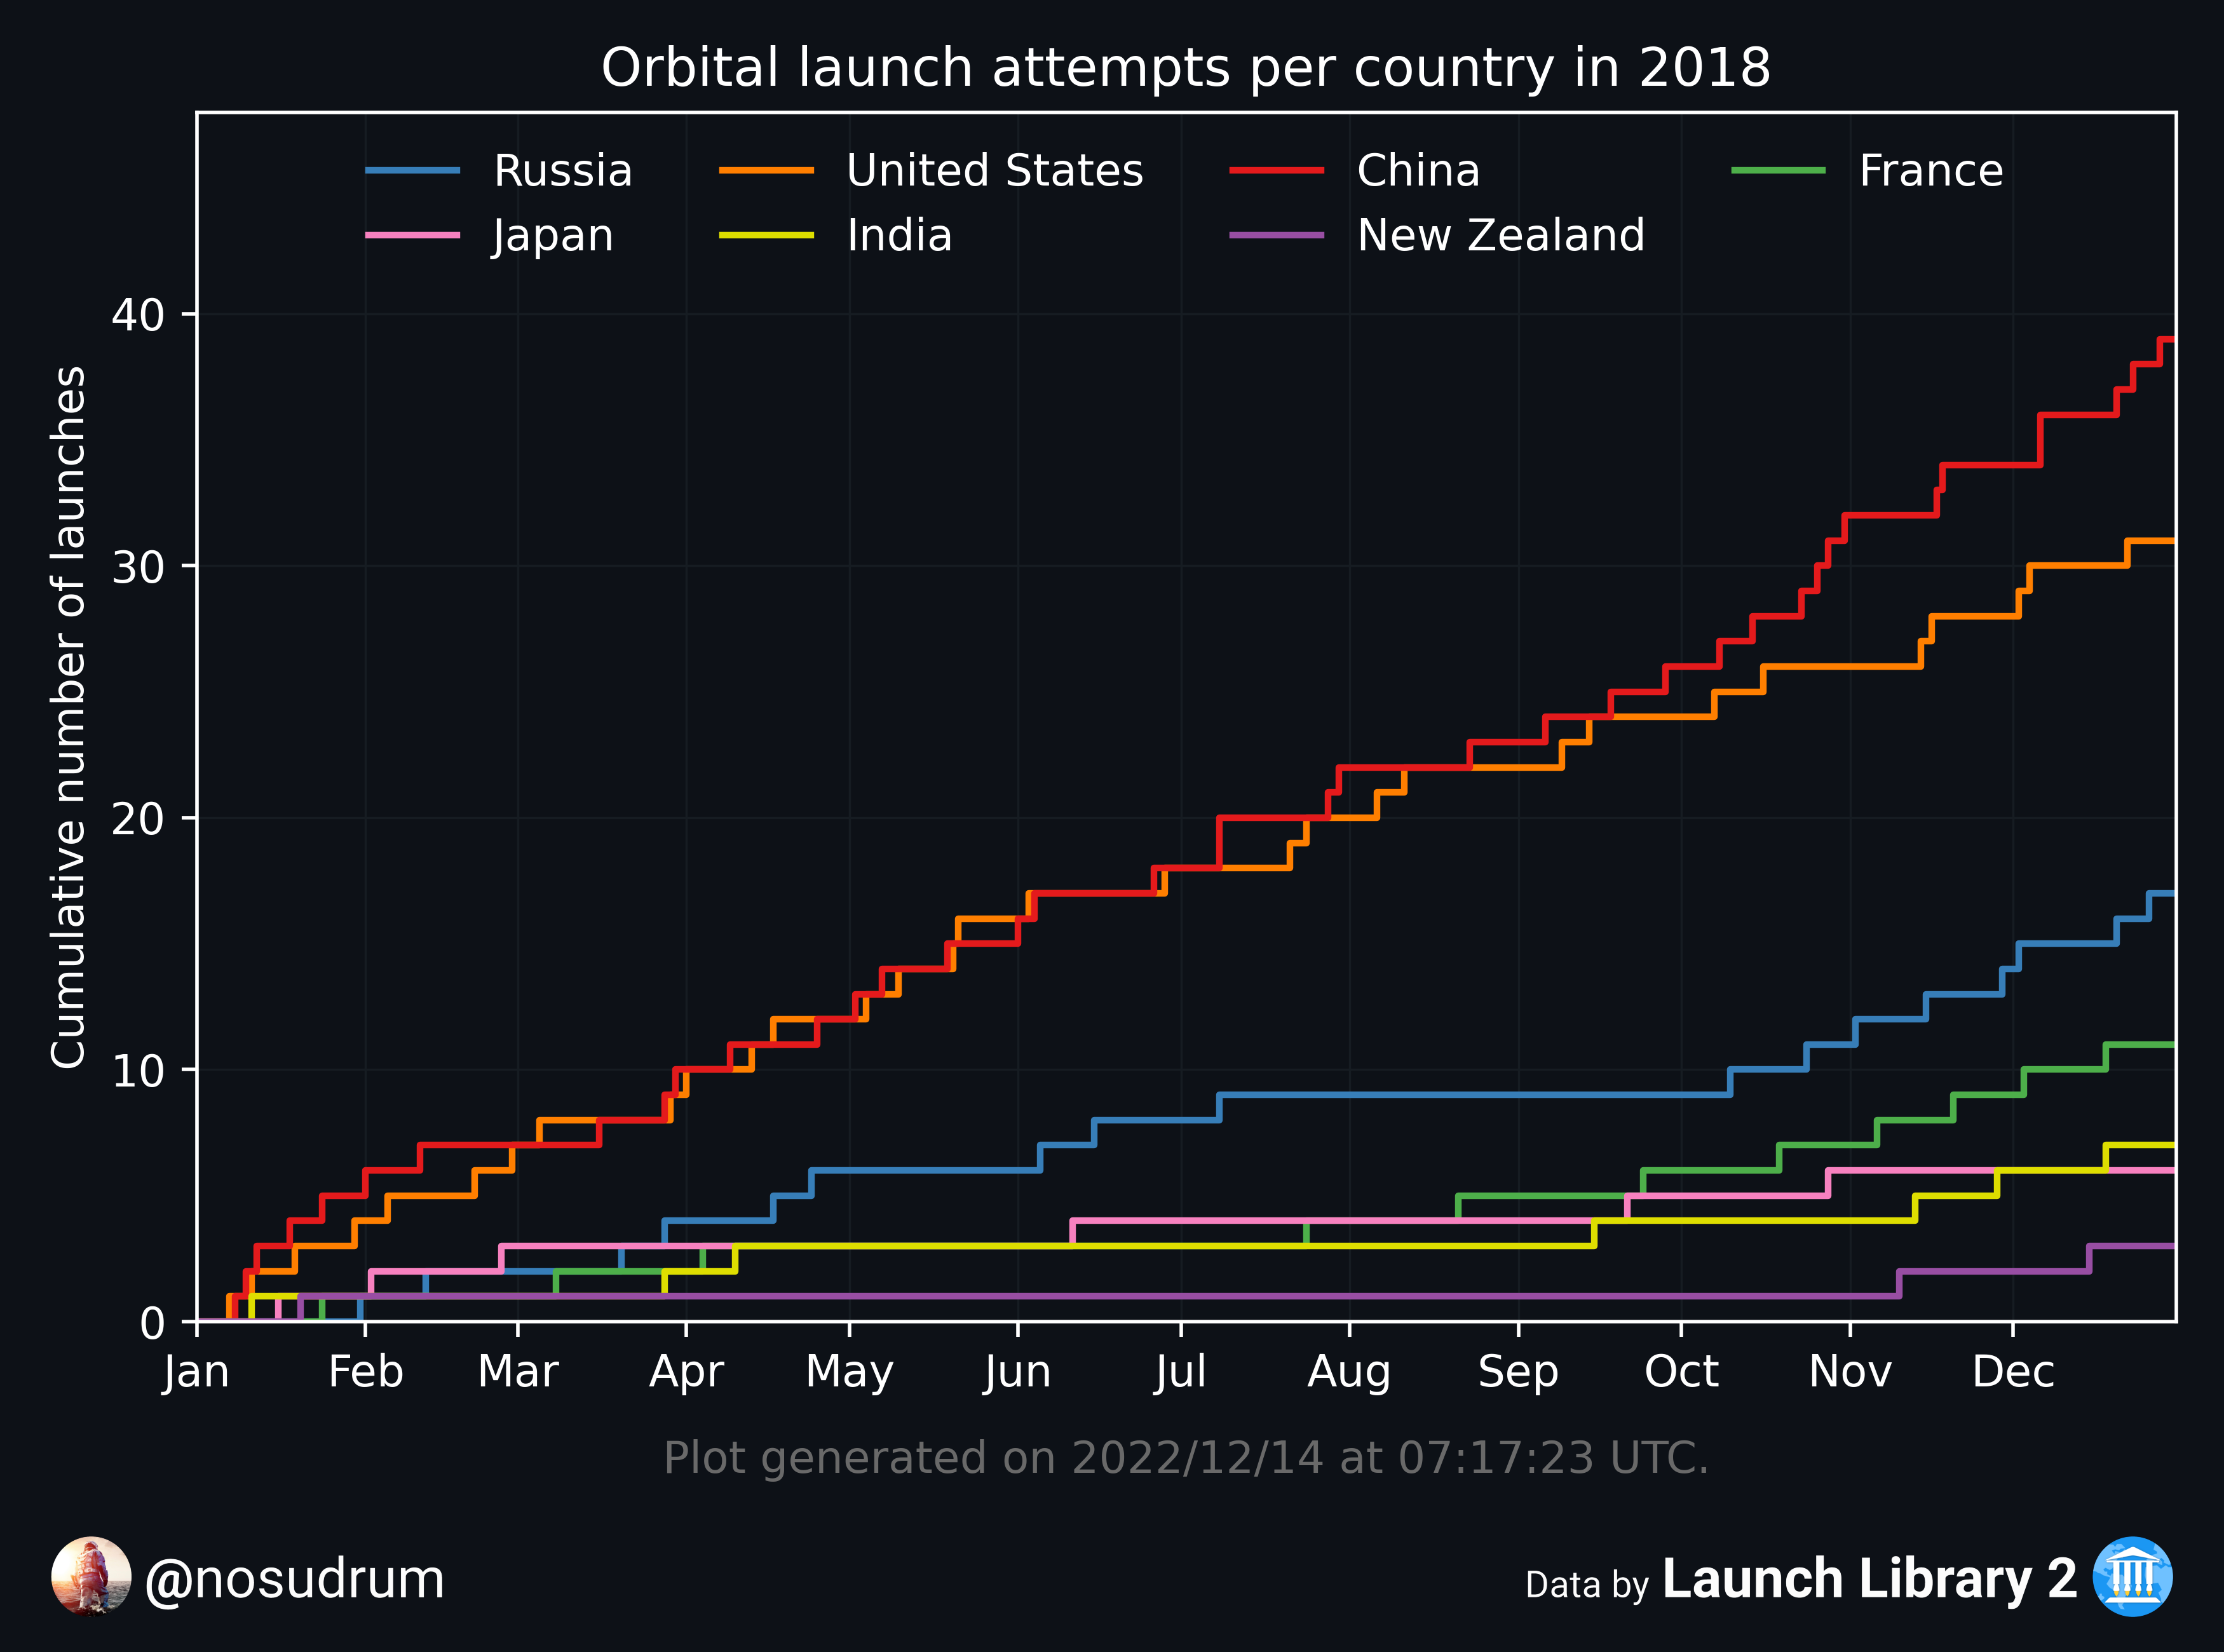 Orbital launch attempts per country in 2018
Russia United States China France
Japan India New Zealand
Cumulative number of launches
40
30
20
10
0
Jan Feb Mar Apr May Jun Jul Aug Sep Oct Nov Dec
Plot generated on 2022/12/14 at 07:17:23 UTC.
@nosudrum
Data by Launch Library 2